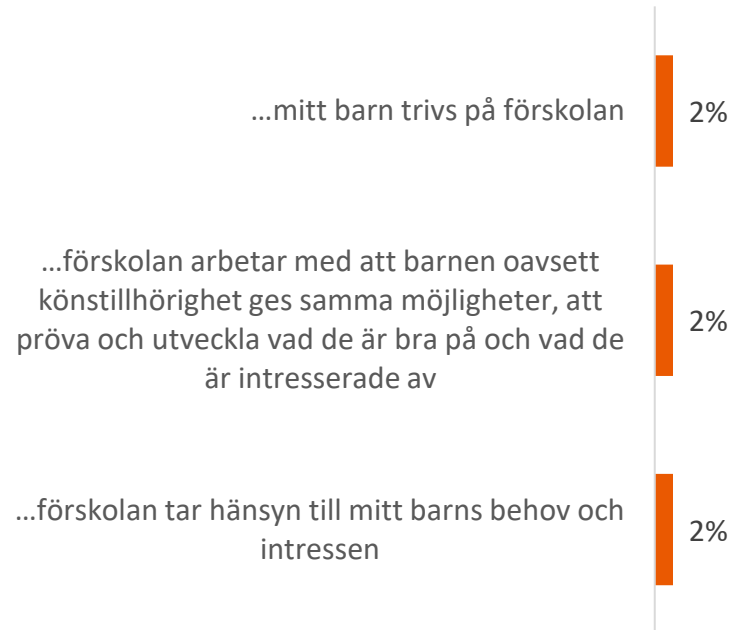 …mitt barn trivs på förskolan
2%
…förskolan arbetar med att barnen oavsett
könstillhörighet ges samma möjligheter, att
pröva och utveckla vad de är bra på och vad de
är intresserade av
2%
…förskolan tar hänsyn till mitt barns behov och
intressen
2%